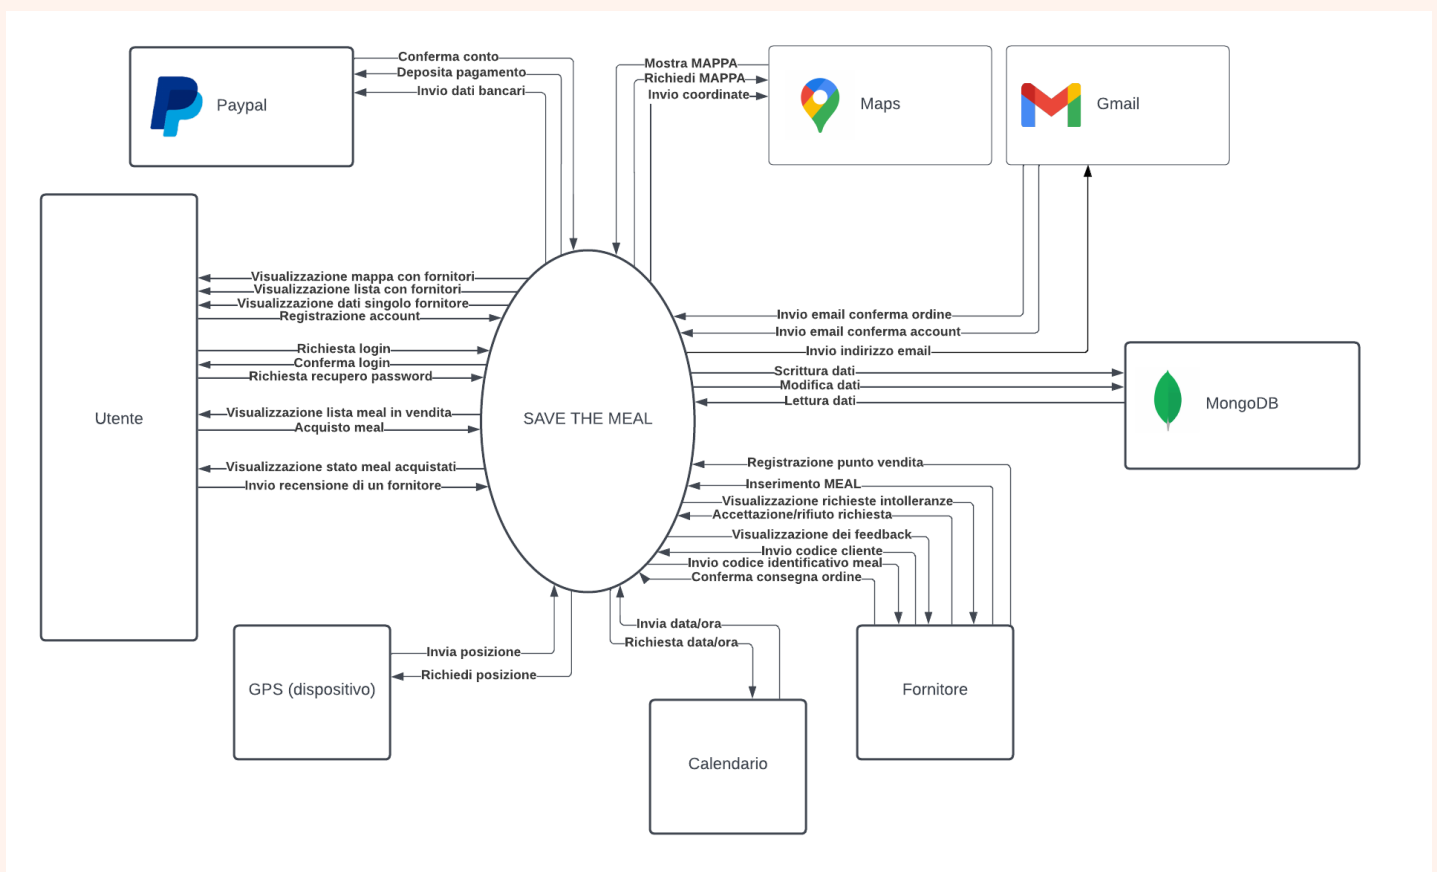 Paypal
Conferma conto
Deposita pagamento
Invio dati bancari
Mostra MAPPA
Richiedi MAPPA
Invio coordinate
Maps
Gmail
Utente
Visualizzazione mappa con fornitori
Visualizzazione lista con fornitori
Visualizzazione dati singolo fornitore
Registrazione account
Richiesta login
Conferma login
Richiesta recupero password
Visualizzazione lista meal in vendita
Acquisto meal
Visualizzazione stato meal acquistati
Invio recensione di un fornitore
SAVE THE MEAL
Invio email conferma ordine
Invio email conferma account
Invio indirizzo email
Scrittura dati
Modifica dati
Lettura dati
MongoDB
Registrazione punto vendita
Inserimento MEAL
Visualizzazione richieste intolleranze
Accettazione/rifiuto richiesta
Visualizzazione dei feedback
Invio codice cliente
Invio codice identificativo meal
Conferma consegna ordine
Invia posizione
Richiedi posizione
GPS (dispositivo)
Invia data/ora
Richiesta data/ora
Calendario
Fornitore